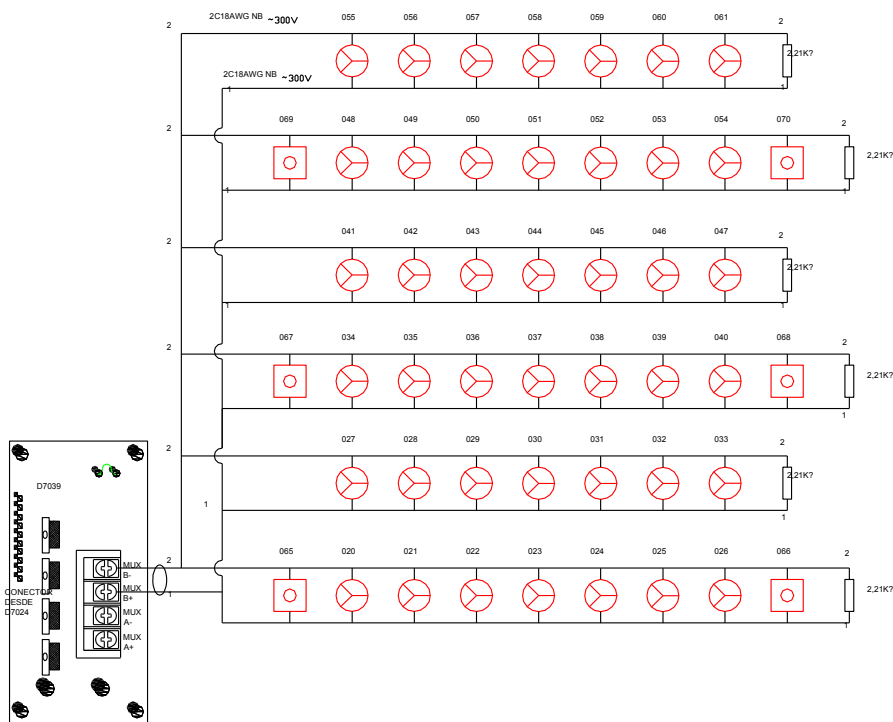 2C18AWG NB ~300V 055 056 057 058 059 060 061 2
2
2,21K?
2C18AWG NB ~300V
1 1
069 048 049 050 051 052 053 054 070 2
2
2,21K?
1 1
041 042 043 044 045 046 047 2
2
2,21K?
1 1
067 034 035 036 037 038 039 040 068 2
2
2,21K?
1
027 028 029 030 031 032 033 2
2
2,21K?
D7039
1 1
065 020 021 022 023 024 025 026 066 2
2
MUX
B-
2,21K?
CONECTOR
DESDE
D7024
MUX
B+
1
MUX
A-
1
MUX
A+